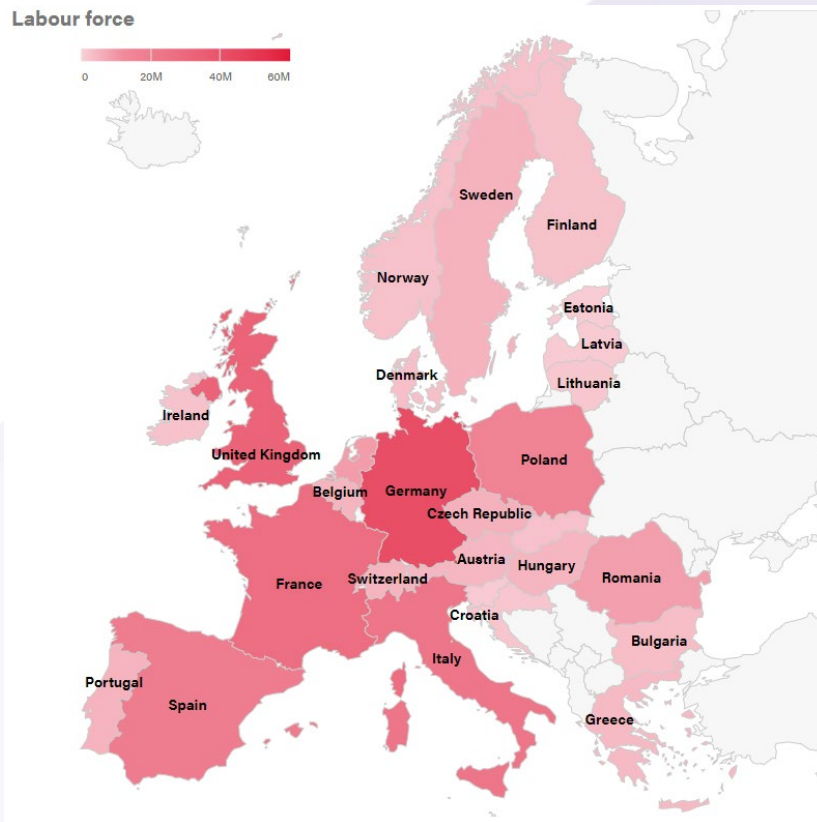 Labour force
0 20M 40M 60M
Sweden
Finland
Norway
Estonia
Latvia
Denmark
Lithuania
Ireland
United Kingdom
Poland
Belgium
Germany
Czech Republic
Austria
Hungary
Switzerland
Romania
France
Croatia
Bulgaria
Italy
Portugal
Spain
Greece